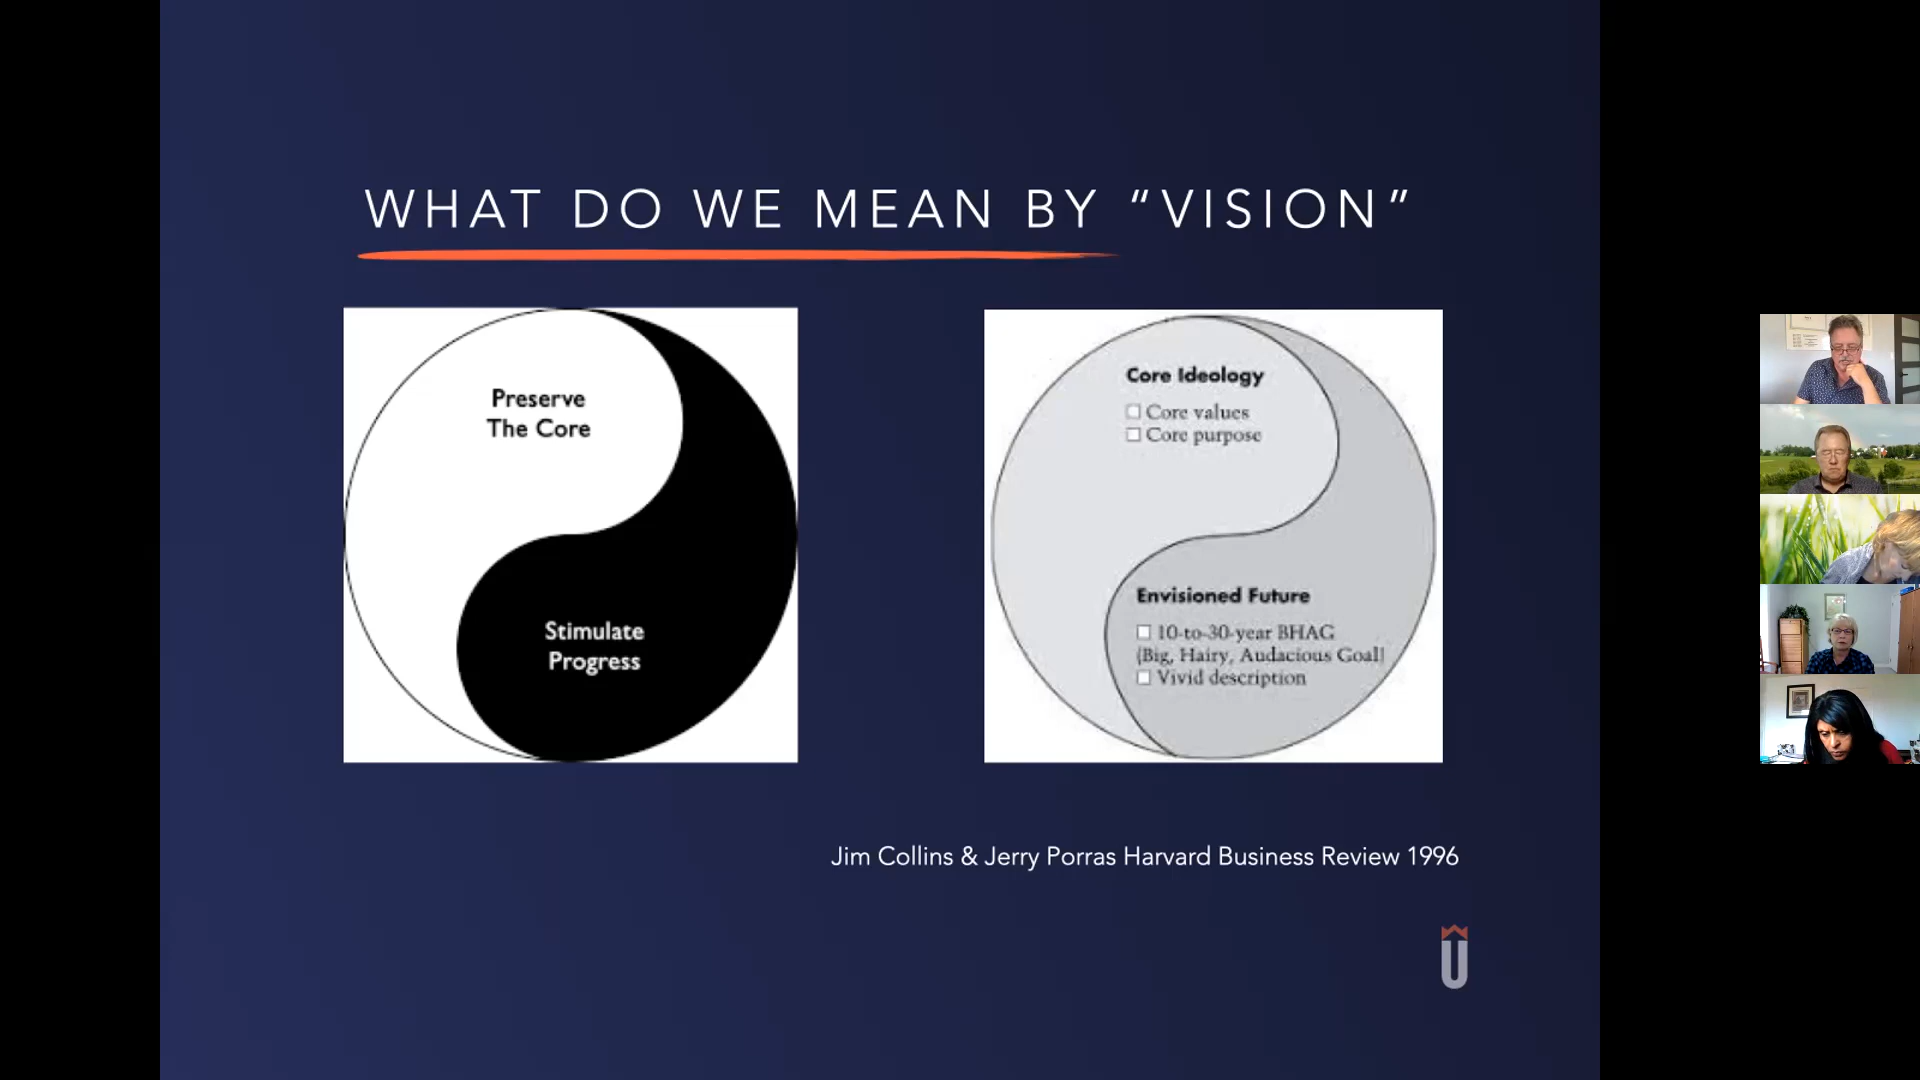 WHAT DO WE MEAN BY “VISION”
Preserve
The Core
Stimulate
Progress
Core Ideology
☐ Core values
☐ Core purpose
Envisioned Future
☐ 10-to-30-year BHAG
(Big, Hairy, Audacious Goal)
☐ Vivid description
Jim Collins & Jerry Porras Harvard Business Review 1996
U